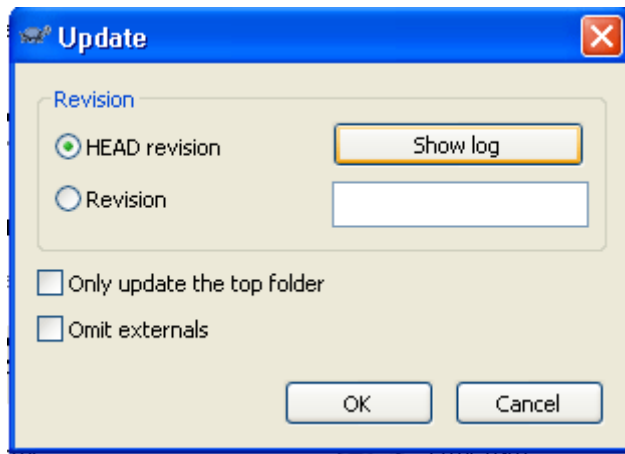 Update
Revision
HEAD revision
Show log
Revision
Only update the top folder
Omit externals
OK
Cancel